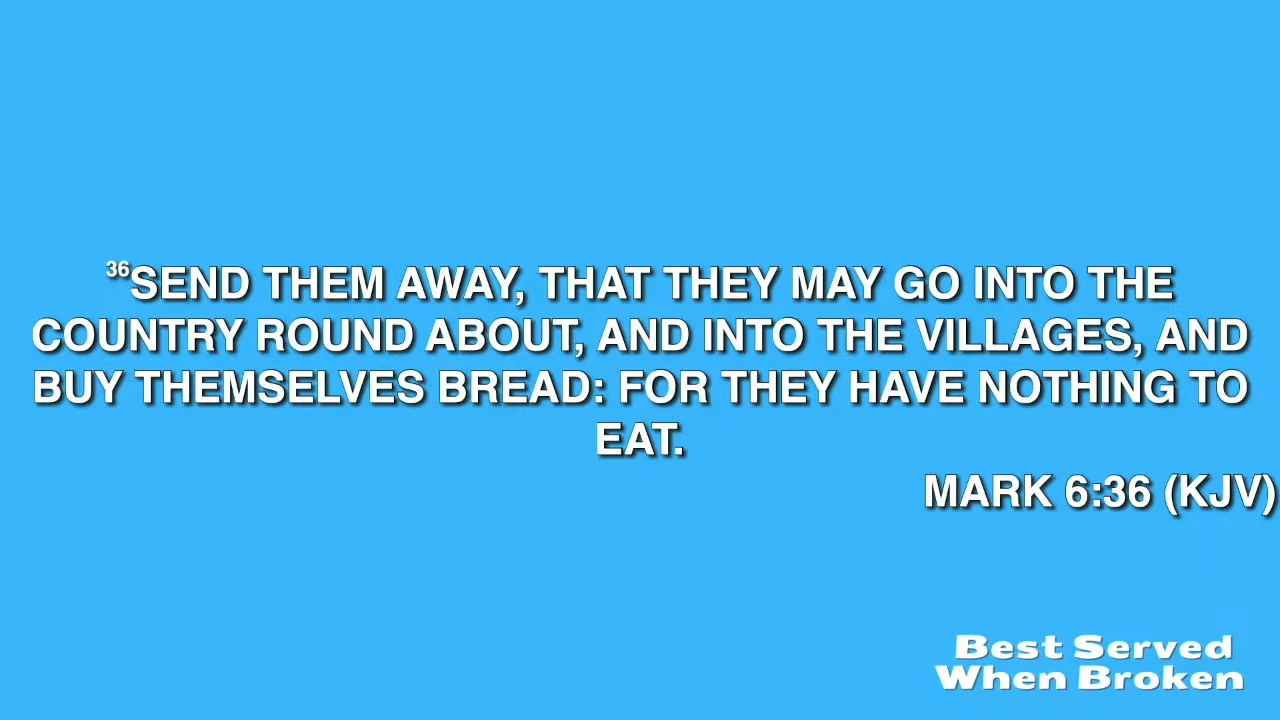 36SEND THEM AWAY, THAT THEY MAY GO INTO THE
COUNTRY ROUND ABOUT, AND INTO THE VILLAGES, AND
BUY THEMSELVES BREAD: FOR THEY HAVE NOTHING TO
EAT.
MARK 6:36 (KJV)
Best Served
When Broken